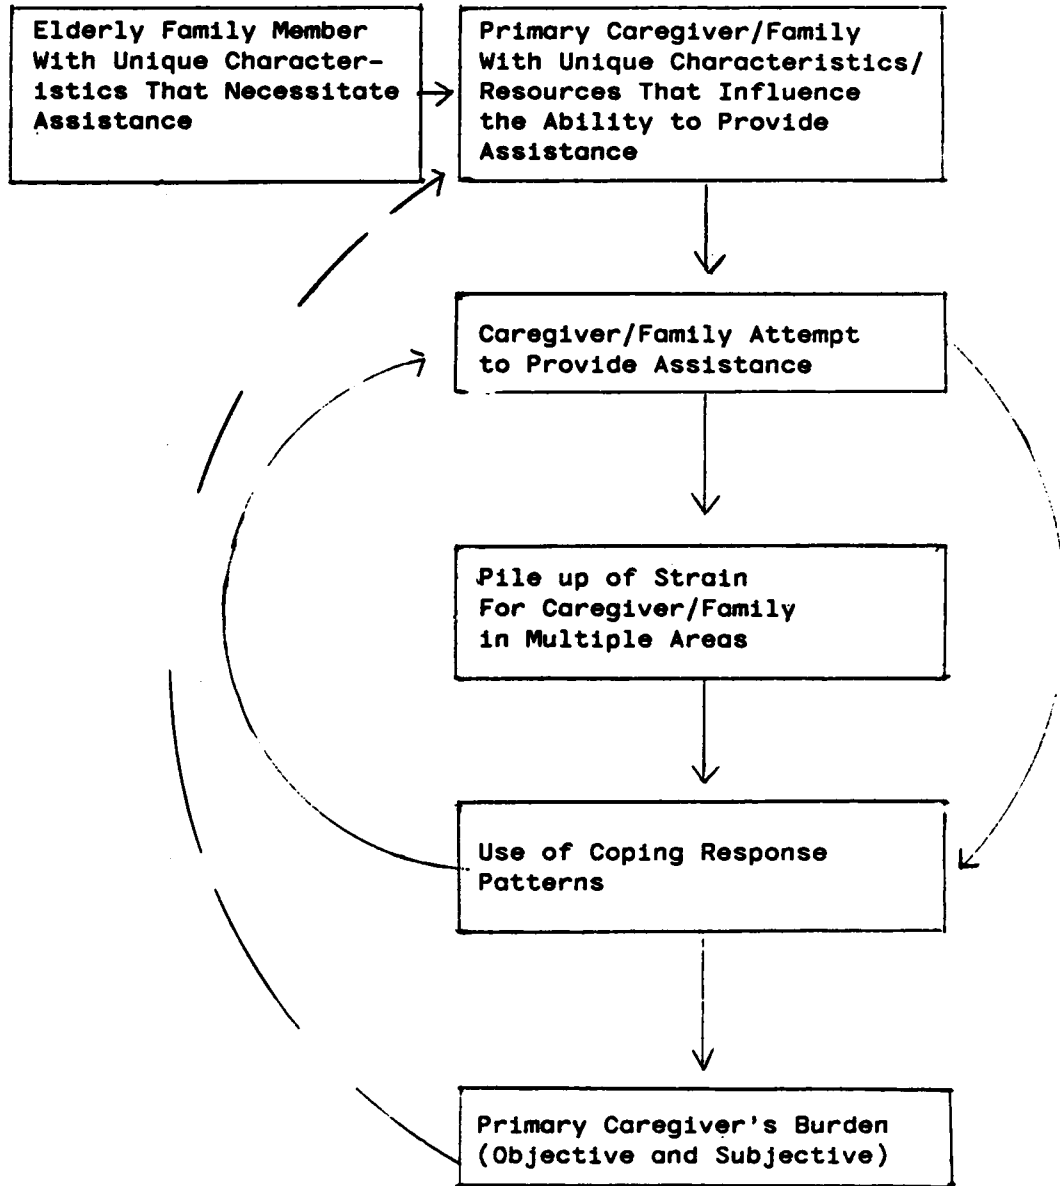 Elderly Family Member
With Unique Character-
istics That Necessitate
Assistance
Primary Caregiver/Family
With Unique Characteristics/
Resources That Influence
the Ability to Provide
Assistance
Caregiver/Family Attempt
to Provide Assistance
Pile up of Strain
For Caregiver/Family
in Multiple Areas
Use of Coping Response
Patterns
Primary Caregiver's Burden
(Objective and Subjective)